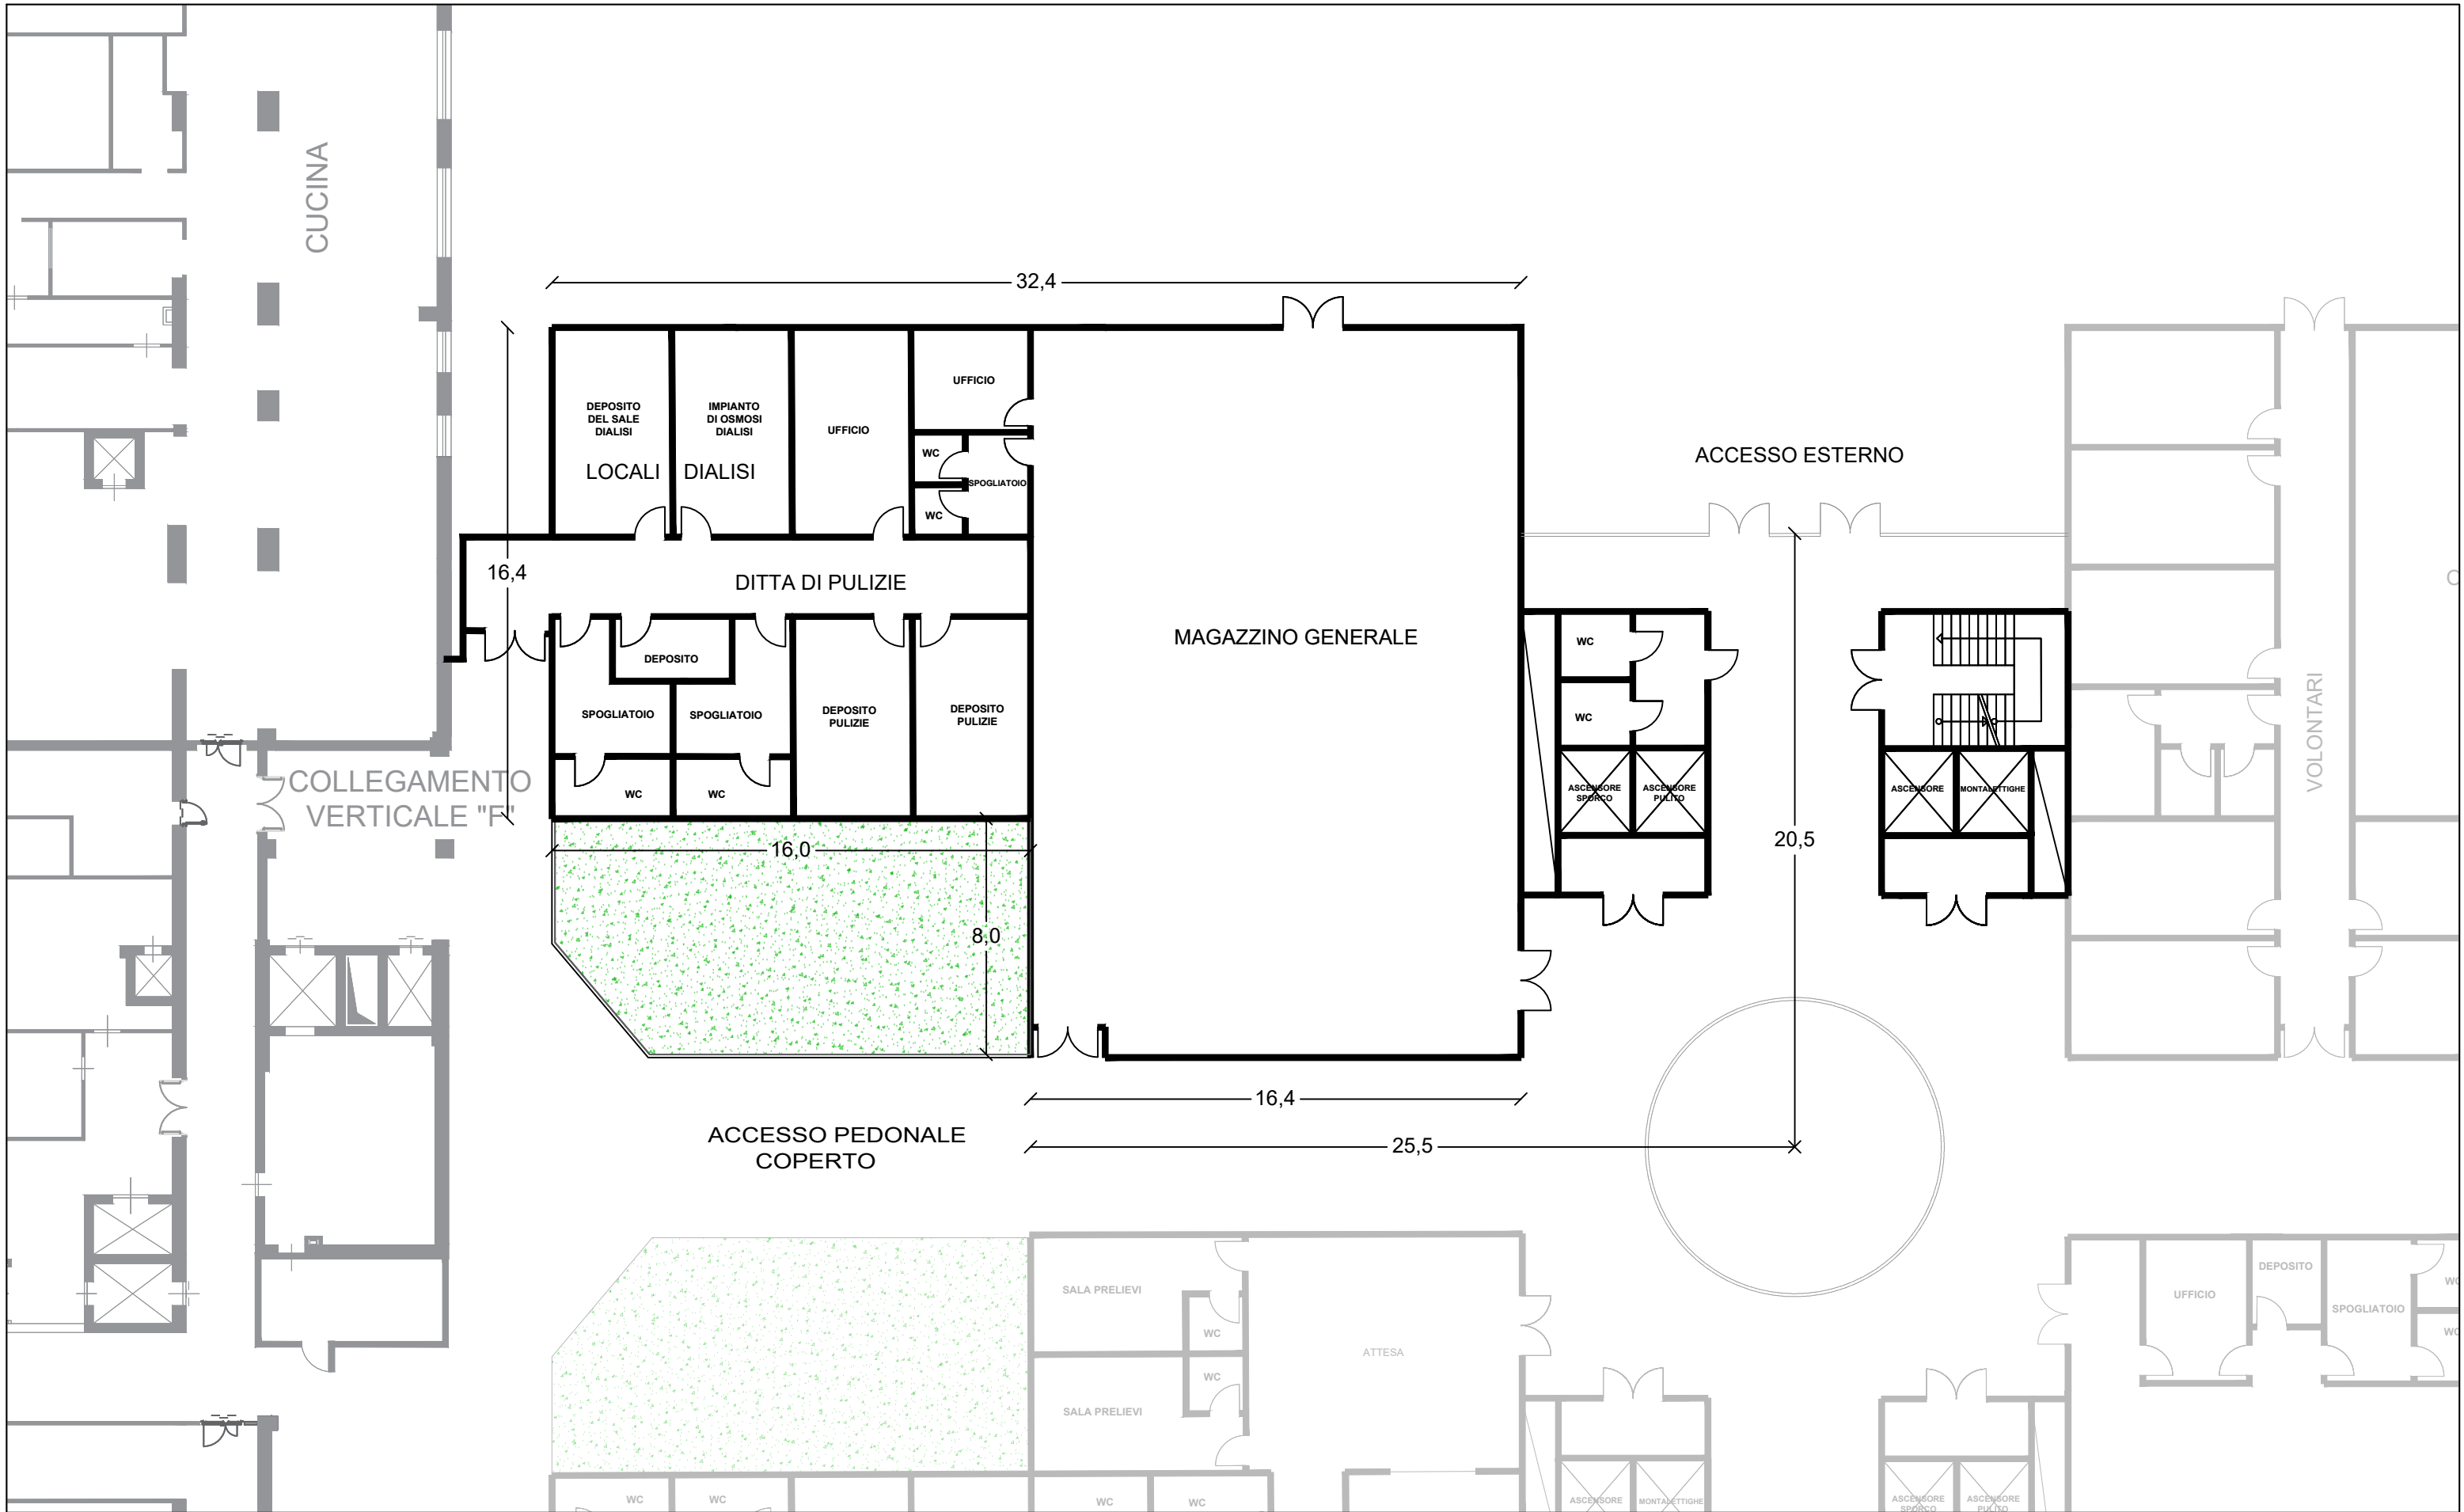 CUCINA
32,4
UFFICIO
DEPOSITO
DEL SALE
DIALISI
IMPIANTO
DI OSMOSI
DIALISI
UFFICIO
WC
SPOGLIATOIO
WC
LOCALI DIALISI
ACCESSO ESTERNO
16,4
DITTA DI PULIZIE
MAGAZZINO GENERALE
WC
WC
DEPOSITO
SPOGLIATOIO
SPOGLIATOIO
DEPOSITO
PULIZIE
DEPOSITO
PULIZIE
VOLONTARI
COLLEGAMENTO
VERTICALE "F"
WC
WC
ASCENSORE
SPORCO
ASCENSORE
PULITO
ASCENSORE
MONTALETTIGHE
16,0
20,5
8,0
16,4
25,5
ACCESSO PEDONALE
COPERTO
SALA PRELIEVI
WC
ATTESA
WC
SALA PRELIEVI
UFFICIO
DEPOSITO
SPOGLIATOIO
WC
WC
WC
WC
WC
WC
ASCENSORE
MONTALETTIGHE
ASCENSORE
SPORCO
ASCENSORE
PULITO